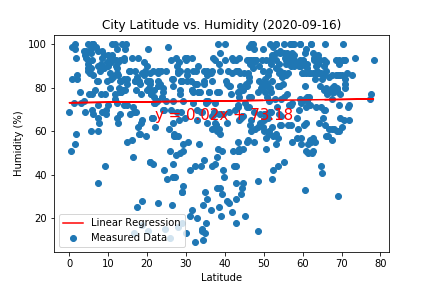 City Latitude vs. Humidity (2020-09-16)
100
80
60
40
20
Humidity (%)
y = 0.02x + 73.18
Linear Regression
Measured Data
0 10 20 30 40 50 60 70 80
Latitude